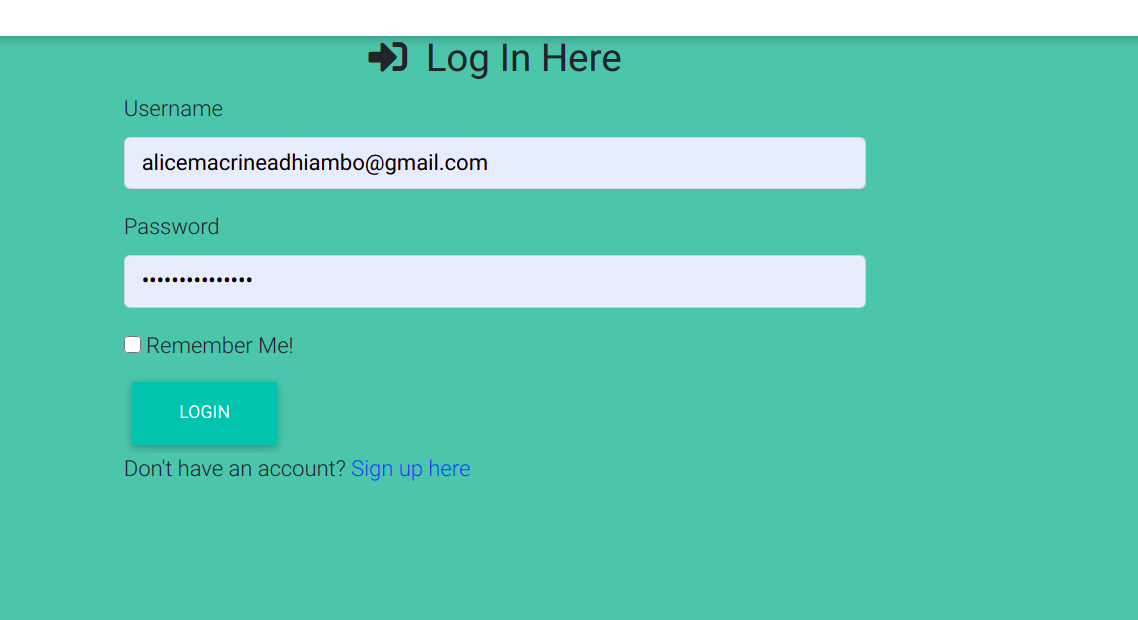 Log In Here
Username
alicemacrineadhiambo@gmail.com
Password
•••••••••••••••
Remember Me!
LOGIN
Don't have an account? Sign up here